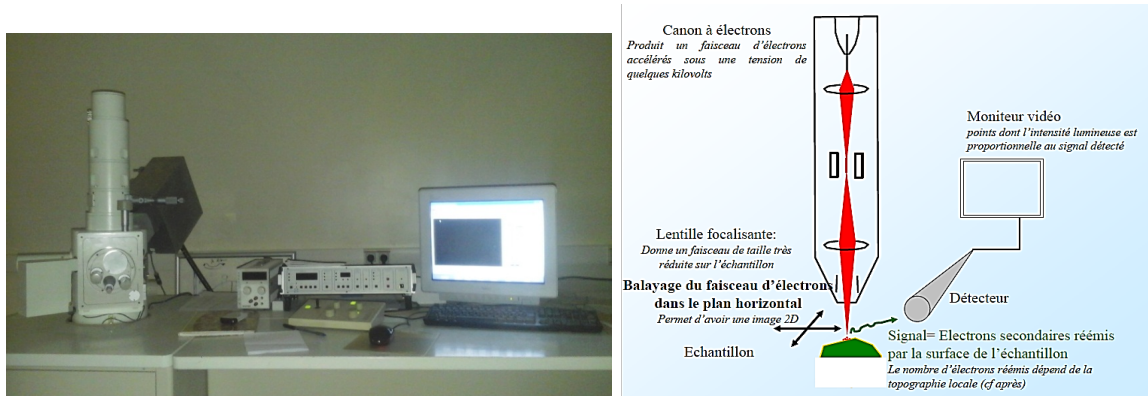 Canon à électrons
Produit un faisceau d'électrons
accélérés sous une tension de
quelques kilovolts
Moniteur vidéo
points dont l'intensité lumineuse est
proportionnelle au signal détecté
Lentille focalisante:
Donne un faisceau de taille très
réduite sur l'échantillon
Balayage du faisceau d'électrons
dans le plan horizontal
Permet d'avoir une image 2D
Détecteur
Echantillon
Signal= Electrons secondaires réémis
par la surface de l'échantillon
Le nombre d'électrons réémis dépend de la
topographie locale (cf après)